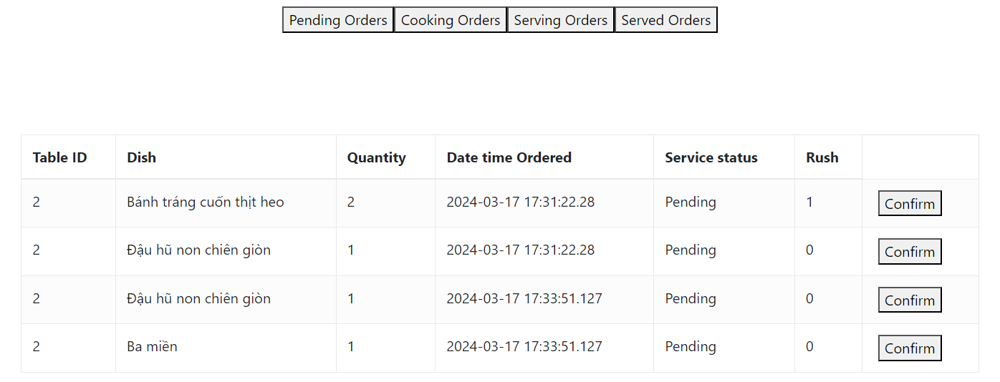 Pending Orders Cooking Orders Serving Orders Served Orders
Table ID Dish Quantity Date time Ordered Service status Rush
2 Bánh tráng cuốn thịt heo 2 2024-03-17 17:31:22.28 Pending 1 Confirm
2 Đậu hũ non chiên giòn 1 2024-03-17 17:31:22.28 Pending 0 Confirm
2 Đậu hũ non chiên giòn 1 2024-03-17 17:33:51.127 Pending 0 Confirm
2 Ba miền 1 2024-03-17 17:33:51.127 Pending 0 Confirm